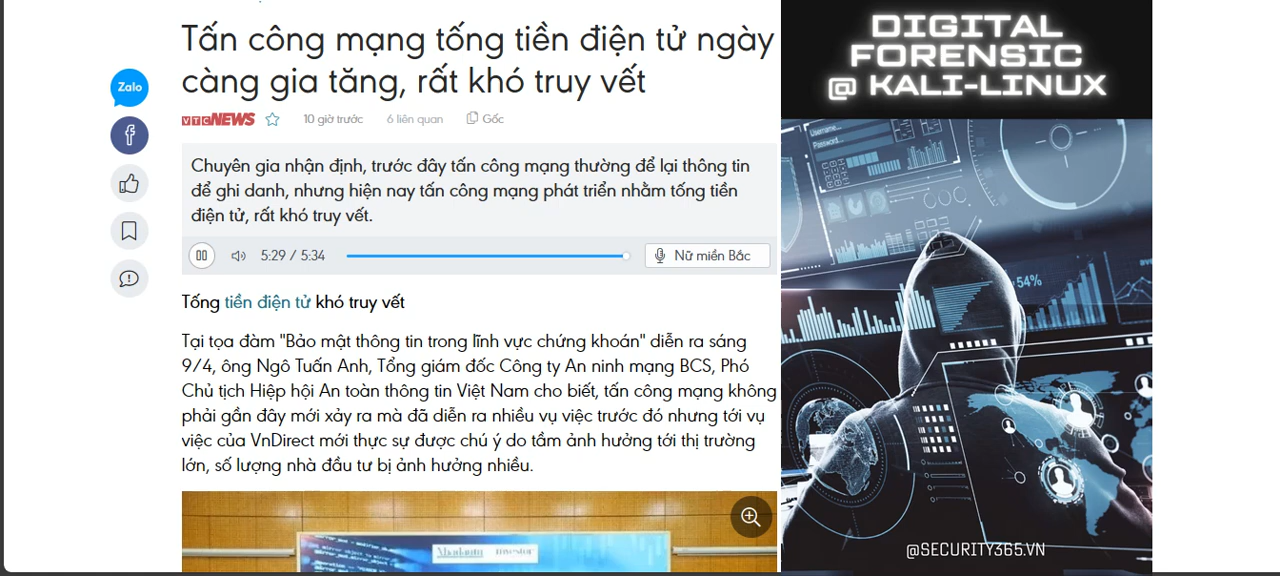 Tấn công mạng tống tiền điện tử ngày
càng gia tăng, rất khó truy vết
VTC NEWS 10 giờ trước 6 liên quan Gốc
Zalo
Chuyên gia nhận định, trước đây tấn công mạng thường để lại thông tin
để ghi danh, nhưng hiện nay tấn công mạng phát triển nhằm tống tiền
điện tử, rất khó truy vết.
5:29 / 5:34 Nữ miền Bắc
Tống tiền điện tử khó truy vết
Tại tọa đàm "Bảo mật thông tin trong lĩnh vực chứng khoán" diễn ra sáng
9/4, ông Ngô Tuấn Anh, Tổng giám đốc Công ty An ninh mạng BCS, Phó
Chủ tịch Hiệp hội An toàn thông tin Việt Nam cho biết, tấn công mạng không
phải gần đây mới xảy ra mà đã diễn ra nhiều vụ việc trước đó nhưng tới vụ
việc của VnDirect mới thực sự được chú ý do tầm ảnh hưởng tới thị trường
lớn, số lượng nhà đầu tư bị ảnh hưởng nhiều.
investor
DIGITAL
FORENSIC
@ KALI-LINUX
Username...
Password...
54%
@SECURITY365.VN